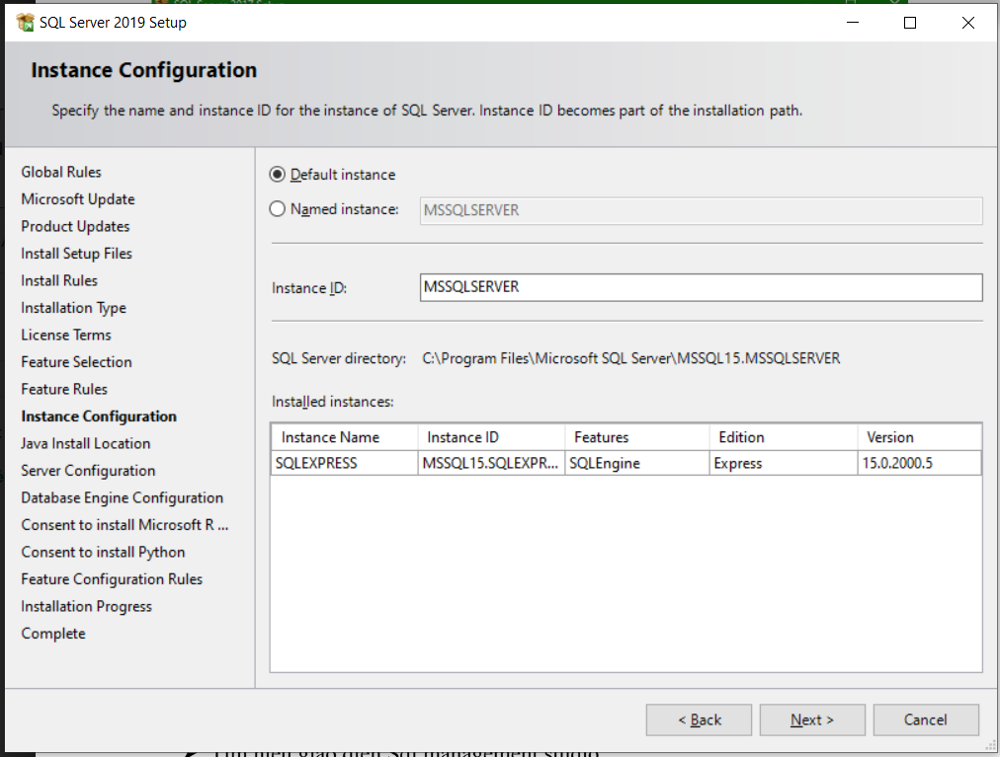 SQL Server 2019 Setup
Instance Configuration
Specify the name and instance ID for the instance of SQL Server. Instance ID becomes part of the installation path.
Global Rules
Microsoft Update
Product Updates
Install Setup Files
Install Rules
Installation Type
License Terms
Feature Selection
Feature Rules
Instance Configuration
Java Install Location
Server Configuration
Database Engine Configuration
Consent to install Microsoft R ...
Consent to install Python
Feature Configuration Rules
Installation Progress
Complete
Default instance
Named instance: MSSQLSERVER
Instance ID: MSSQLSERVER
SQL Server directory: C:\Program Files\Microsoft SQL Server\MSSQL15.MSSQLSERVER
Installed instances:
Instance Name Instance ID Features Edition Version
SQLEXPRESS MSSQL15.SQLEXPR... SQLEngine Express 15.0.2000.5
< Back Next > Cancel